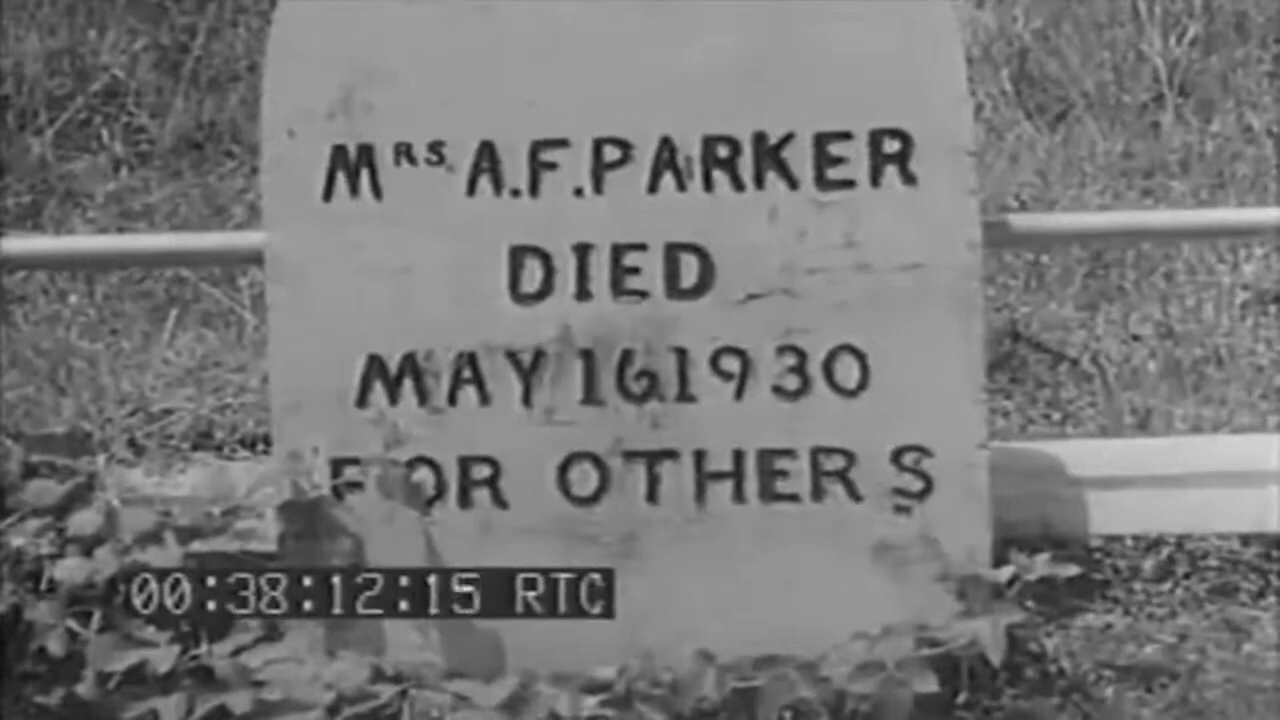 MRS. A.F. PARKER
DIED
MAY 16 1930
FOR OTHERS
00:38:12:15 RTC